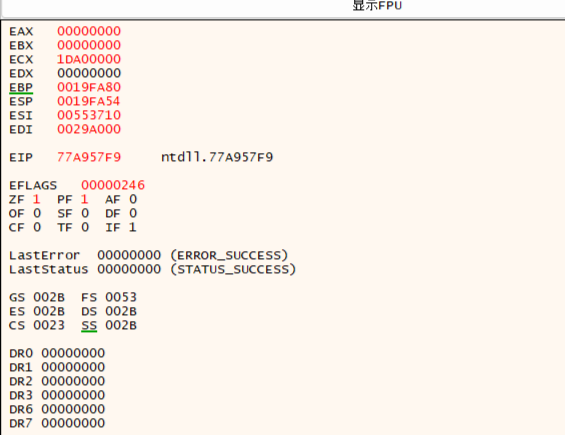 显示FPU
EAX 00000000
EBX 00000000
ECX 1DA00000
EDX 00000000
EBP 0019FA80
ESP 0019FA54
ESI 00553710
EDI 0029A000
EIP 77A957F9 ntdll.77A957F9
EFLAGS 00000246
ZF 1 PF 1 AF 0
OF 0 SF 0 DF 0
CF 0 TF 0 IF 1
LastError 00000000 (ERROR_SUCCESS)
LastStatus 00000000 (STATUS_SUCCESS)
GS 002B FS 0053
ES 002B DS 002B
CS 0023 SS 002B
DR0 00000000
DR1 00000000
DR2 00000000
DR3 00000000
DR6 00000000
DR7 00000000